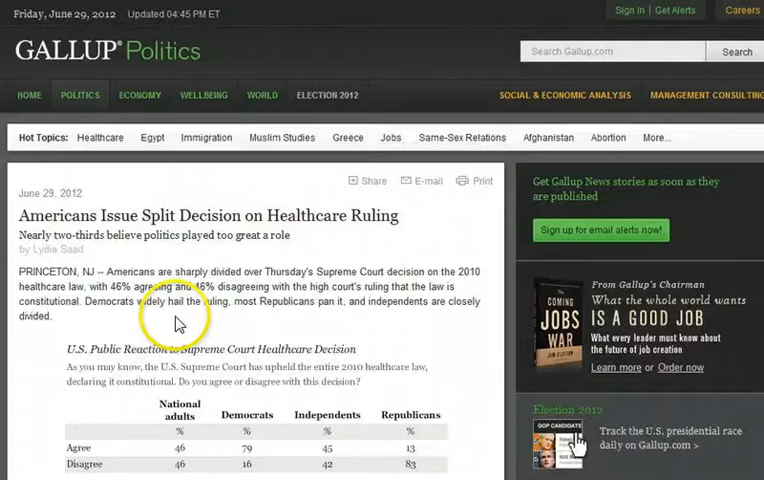 Friday, June 29, 2012 Updated 04:45 PM ET
Sign In | Get Alerts
Careers
GALLUP® Politics
Search Gallup.com
Search
HOME POLITICS ECONOMY WELLBEING WORLD ELECTION 2012 SOCIAL & ECONOMIC ANALYSIS MANAGEMENT CONSULTING
Hot Topics: Healthcare Egypt Immigration Muslim Studies Greece Jobs Same-Sex Relations Afghanistan Abortion More...
Share E-mail Print
June 29, 2012
Americans Issue Split Decision on Healthcare Ruling
Nearly two-thirds believe politics played too great a role
by Lydia Saad
PRINCETON, NJ -- Americans are sharply divided over Thursday's Supreme Court decision on the 2010
healthcare law, with 46% agreeing and 46% disagreeing with the high court's ruling that the law is
constitutional. Democrats widely hail the ruling, most Republicans pan it, and independents are closely
divided.
U.S. Public Reaction to Supreme Court Healthcare Decision
As you may know, the U.S. Supreme Court has upheld the entire 2010 healthcare law,
declaring it constitutional. Do you agree or disagree with this decision?
National
adults Democrats Independents Republicans
% % % %
Agree 46 79 45 13
Disagree 46 16 42 83
Get Gallup News stories as soon as they
are published
Sign up for email alerts now!
THE
COMING
JOBS
WAR
JIM CLIFTON
From Gallup's Chairman
What the whole world wants
IS A GOOD JOB
What every leader must know about
the future of job creation
Learn more or Order now
Election 2012
GOP CANDIDATE
Track the U.S. presidential race
daily on Gallup.com >